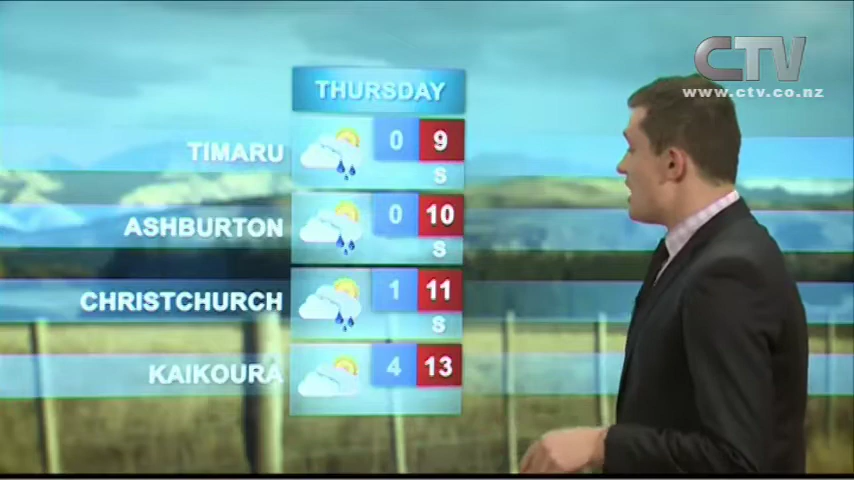 CTV
www.ctv.co.nz
THURSDAY
TIMARU 0 9
S
ASHBURTON 0 10
S
CHRISTCHURCH 1 11
S
KAIKOURA 4 13